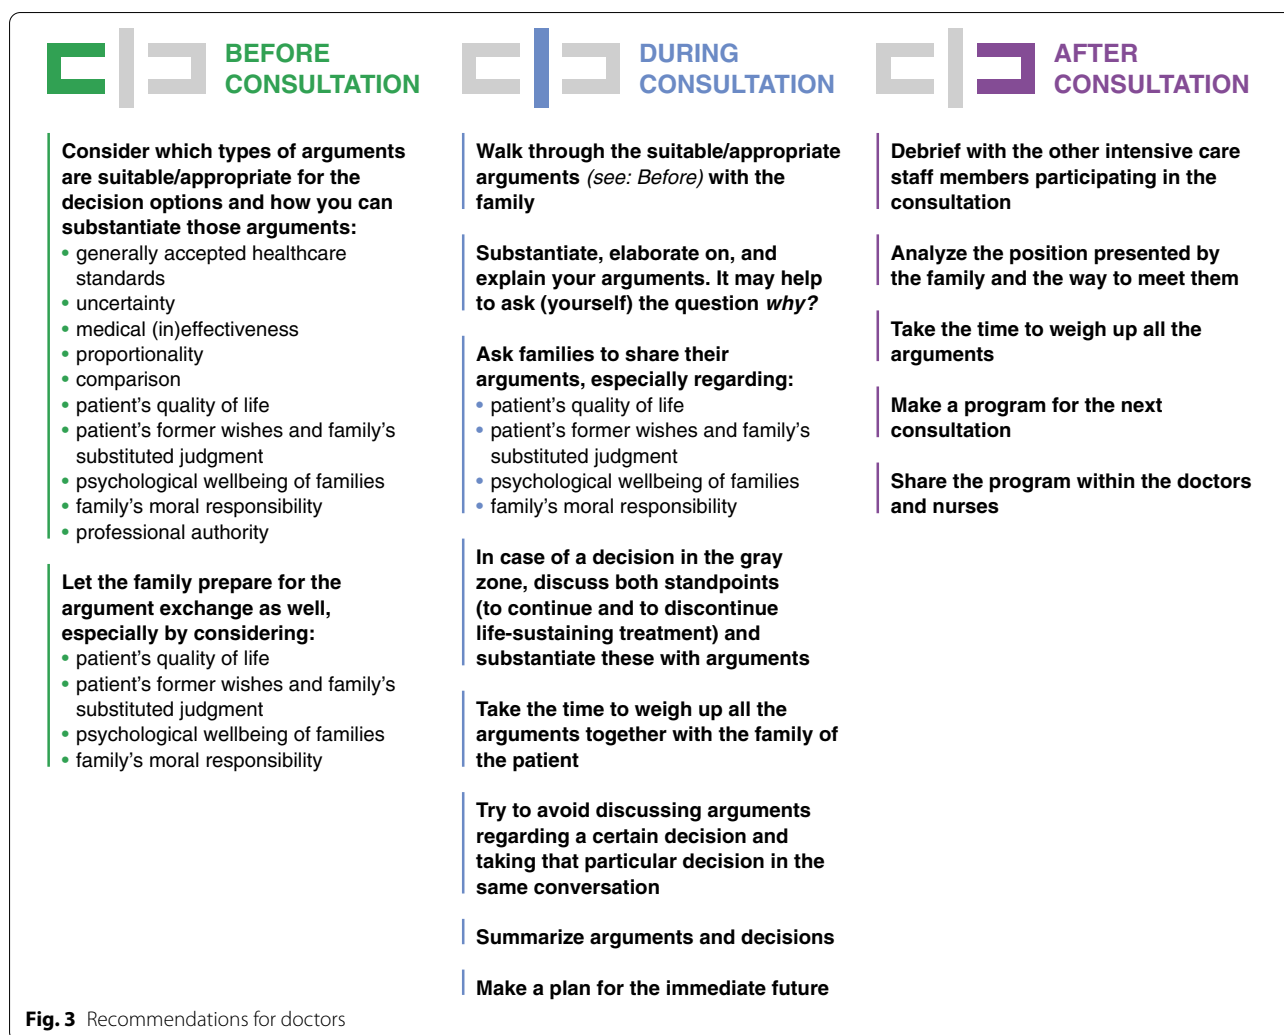 BEFORE
CONSULTATION
Consider which types of arguments
are suitable/appropriate for the
decision options and how you can
substantiate those arguments:
• generally accepted healthcare
standards
• uncertainty
• medical (in)effectiveness
• proportionality
• comparison
• patient's quality of life
• patient's former wishes and family's
substituted judgment
• psychological wellbeing of families
• family's moral responsibility
• professional authority
Let the family prepare for the
argument exchange as well,
especially by considering:
• patient's quality of life
• patient's former wishes and family's
substituted judgment
• psychological wellbeing of families
• family's moral responsibility
DURING
CONSULTATION
Walk through the suitable/appropriate
arguments (see: Before) with the
family
Substantiate, elaborate on, and
explain your arguments. It may help
to ask (yourself) the question why?
Ask families to share their
arguments, especially regarding:
• patient's quality of life
• patient's former wishes and family's
substituted judgment
• psychological wellbeing of families
• family's moral responsibility
In case of a decision in the gray
zone, discuss both standpoints
(to continue and to discontinue
life-sustaining treatment) and
substantiate these with arguments
Take the time to weigh up all the
arguments together with the family of
the patient
Try to avoid discussing arguments
regarding a certain decision and
taking that particular decision in the
same conversation
Summarize arguments and decisions
Make a plan for the immediate future
AFTER
CONSULTATION
Debrief with the other intensive care
staff members participating in the
consultation
Analyze the position presented by
the family and the way to meet them
Take the time to weigh up all the
arguments
Make a program for the next
consultation
Share the program within the doctors
and nurses
Fig. 3 Recommendations for doctors